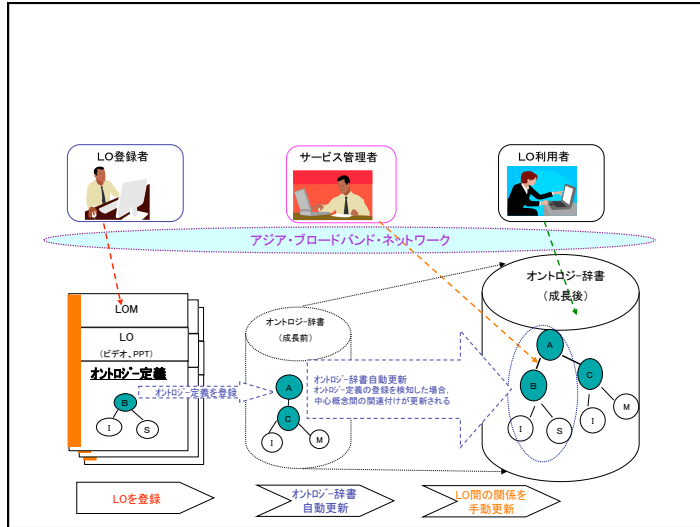 LO登録者
サービス管理者
LO利用者
アジア・ブロードバンド・ネットワーク
LOM
LO
(ビデオ、PPT)
オントロジー定義
B
I
S
オントロジー定義を登録
オントロジ-辞書
(成長前)
A
C
I
M
オントロジー辞書自動更新
オントロジー定義の登録を検知した場合、
中心概念間の関連付けが更新される
オントロジ-辞書
(成長後)
A
B
C
I
S
I
M
LOを登録
オントロジー辞書
自動更新
LO間の関係を
手動更新